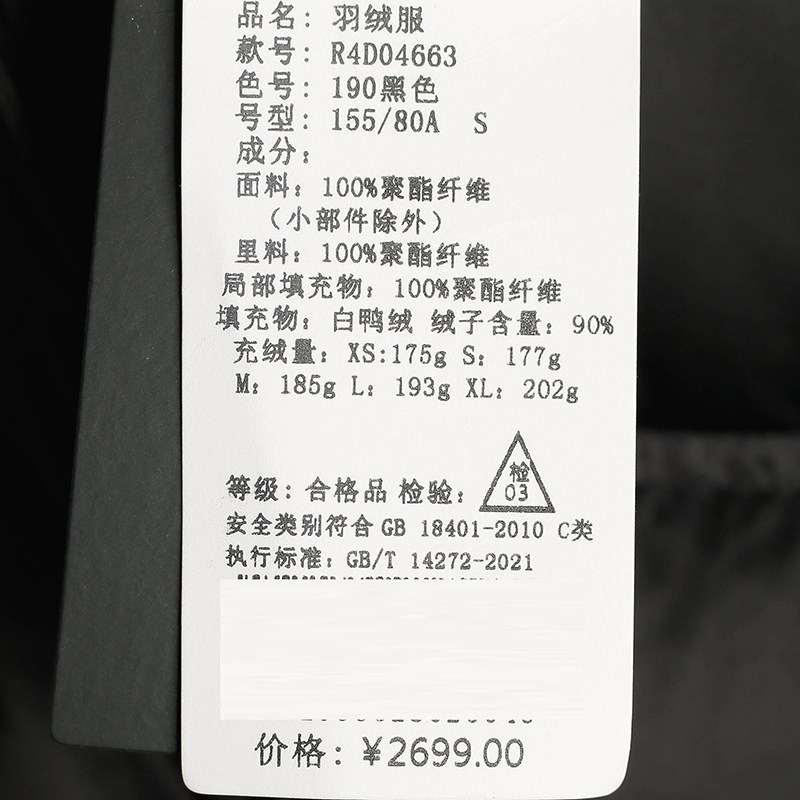 品名：羽绒服
款号：R4D04663
色号：190黑色
号型：155/80A S
成分：
面料：100%聚酯纤维
（小部件除外）
里料：100%聚酯纤维
局部填充物：100%聚酯纤维
填充物：白鸭绒 绒子含量：90%
充绒量：XS:175g S：177g
M：185g L：193g XL：202g
检
03
等级：合格品 检验：
安全类别符合GB 18401-2010 C类
执行标准：GB/T 14272-2021
价格：¥2699.00